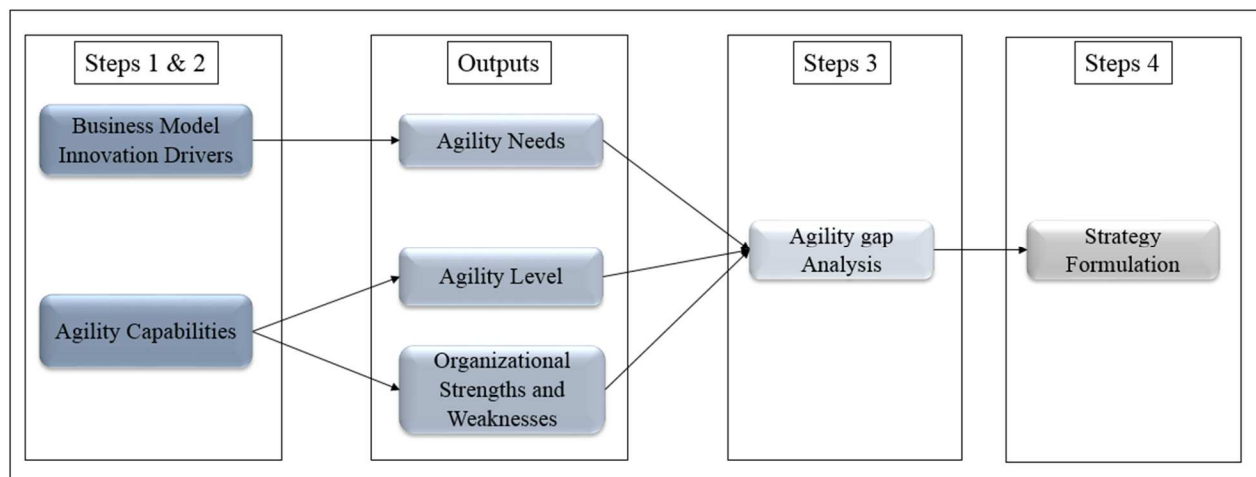 Steps 1 & 2
Business Model
Innovation Drivers
Agility Capabilities
Outputs
Agility Needs
Agility Level
Organizational
Strengths and
Weaknesses
Steps 3
Agility gap
Analysis
Steps 4
Strategy
Formulation